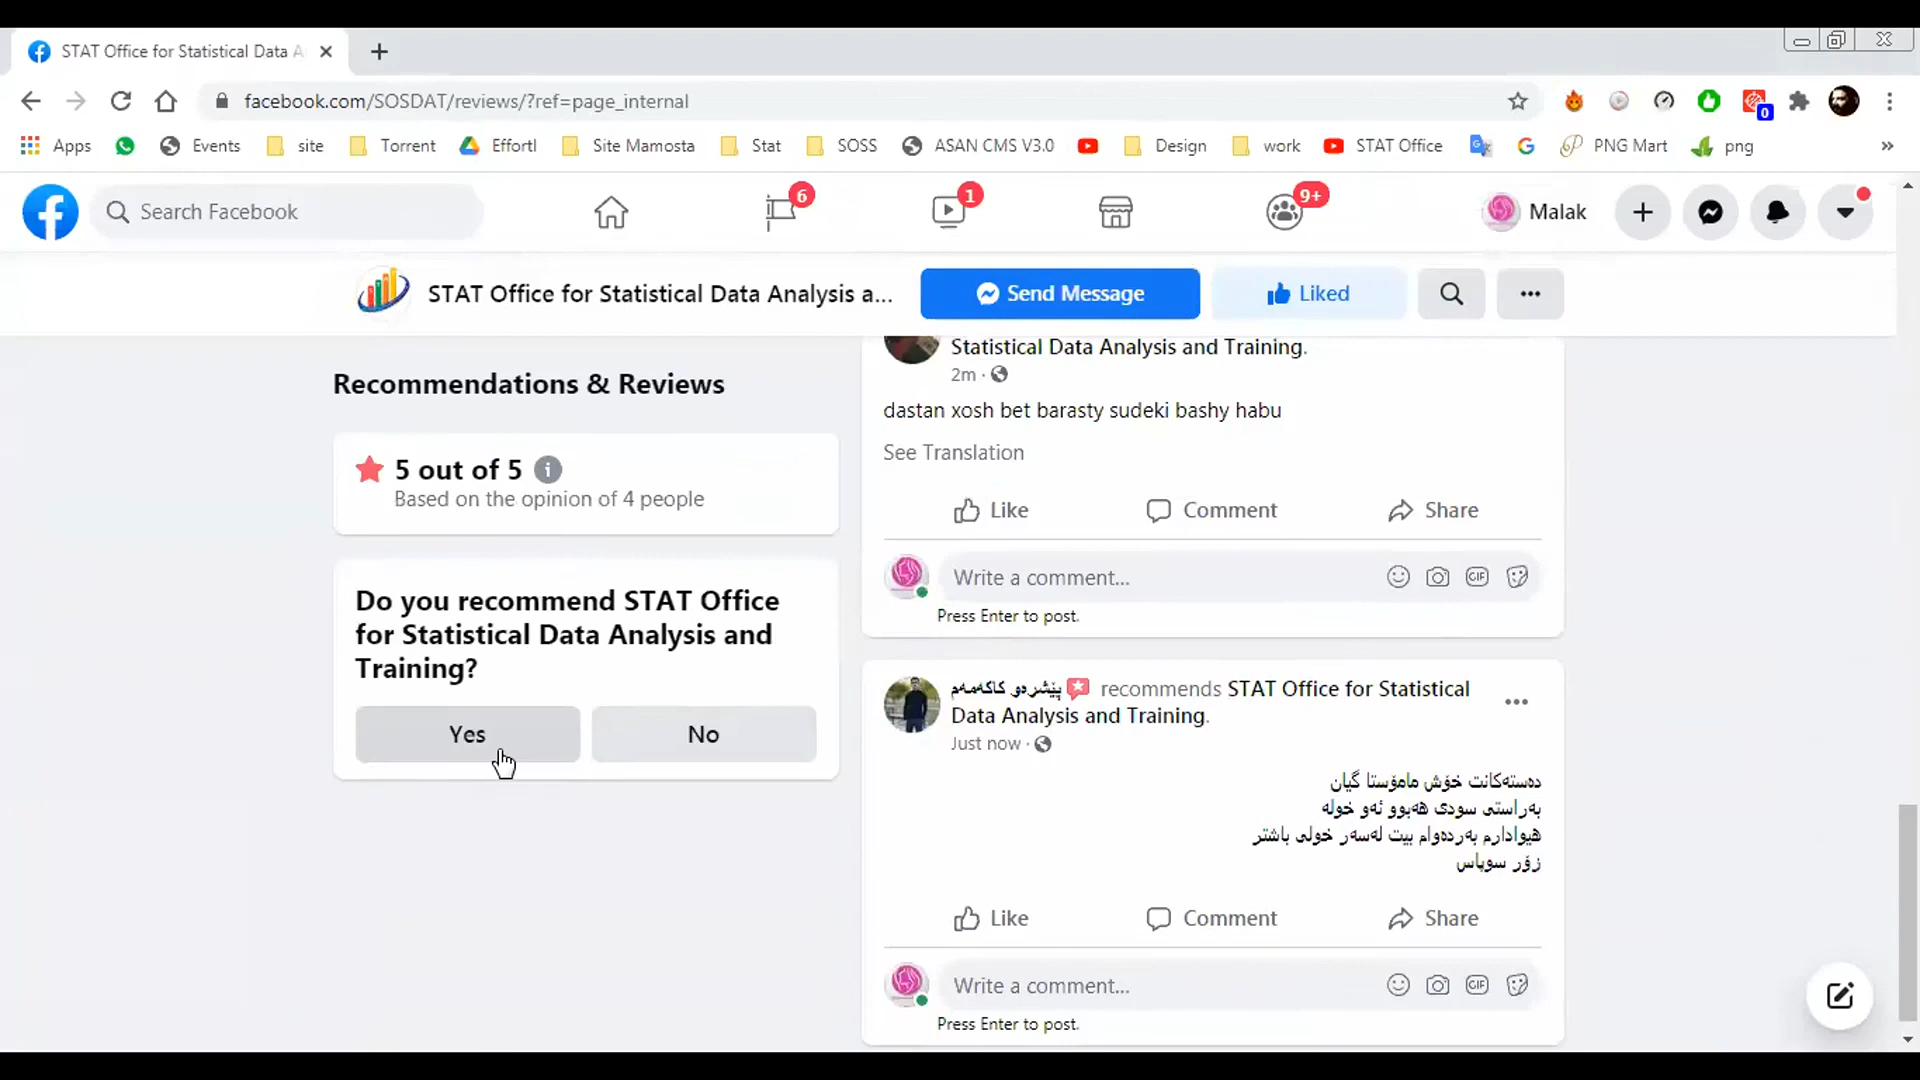 STAT Office for Statistical Data A
facebook.com/SOSDAT/reviews/?ref=page_internal
0
Apps
Events
site
Torrent
Effortl
Site Mamosta
Stat
SOSS
ASAN CMS V3.0
Design
work
STAT Office
PNG Mart
png
»
Search Facebook
6
1
9+
Malak
STAT Office for Statistical Data Analysis a...
Send Message
Liked
Recommendations & Reviews
5 out of 5
Based on the opinion of 4 people
Do you recommend STAT Office
for Statistical Data Analysis and
Training?
Yes
No
Statistical Data Analysis and Training.
2m ·
dastan xosh bet barasty sudeki bashy habu
See Translation
Like
Comment
Share
Write a comment...
GIF
Press Enter to post.
پێشرەو کاکەمەم recommends STAT Office for Statistical
Data Analysis and Training.
Just now ·
دەستەکانت خۆش مامۆستا گیان
بەراستی سودی هەبوو ئەو خولە
هیوادارم بەردەوام بیت لەسەر خولی باشتر
زۆر سوپاس
Like
Comment
Share
Write a comment...
GIF
Press Enter to post.